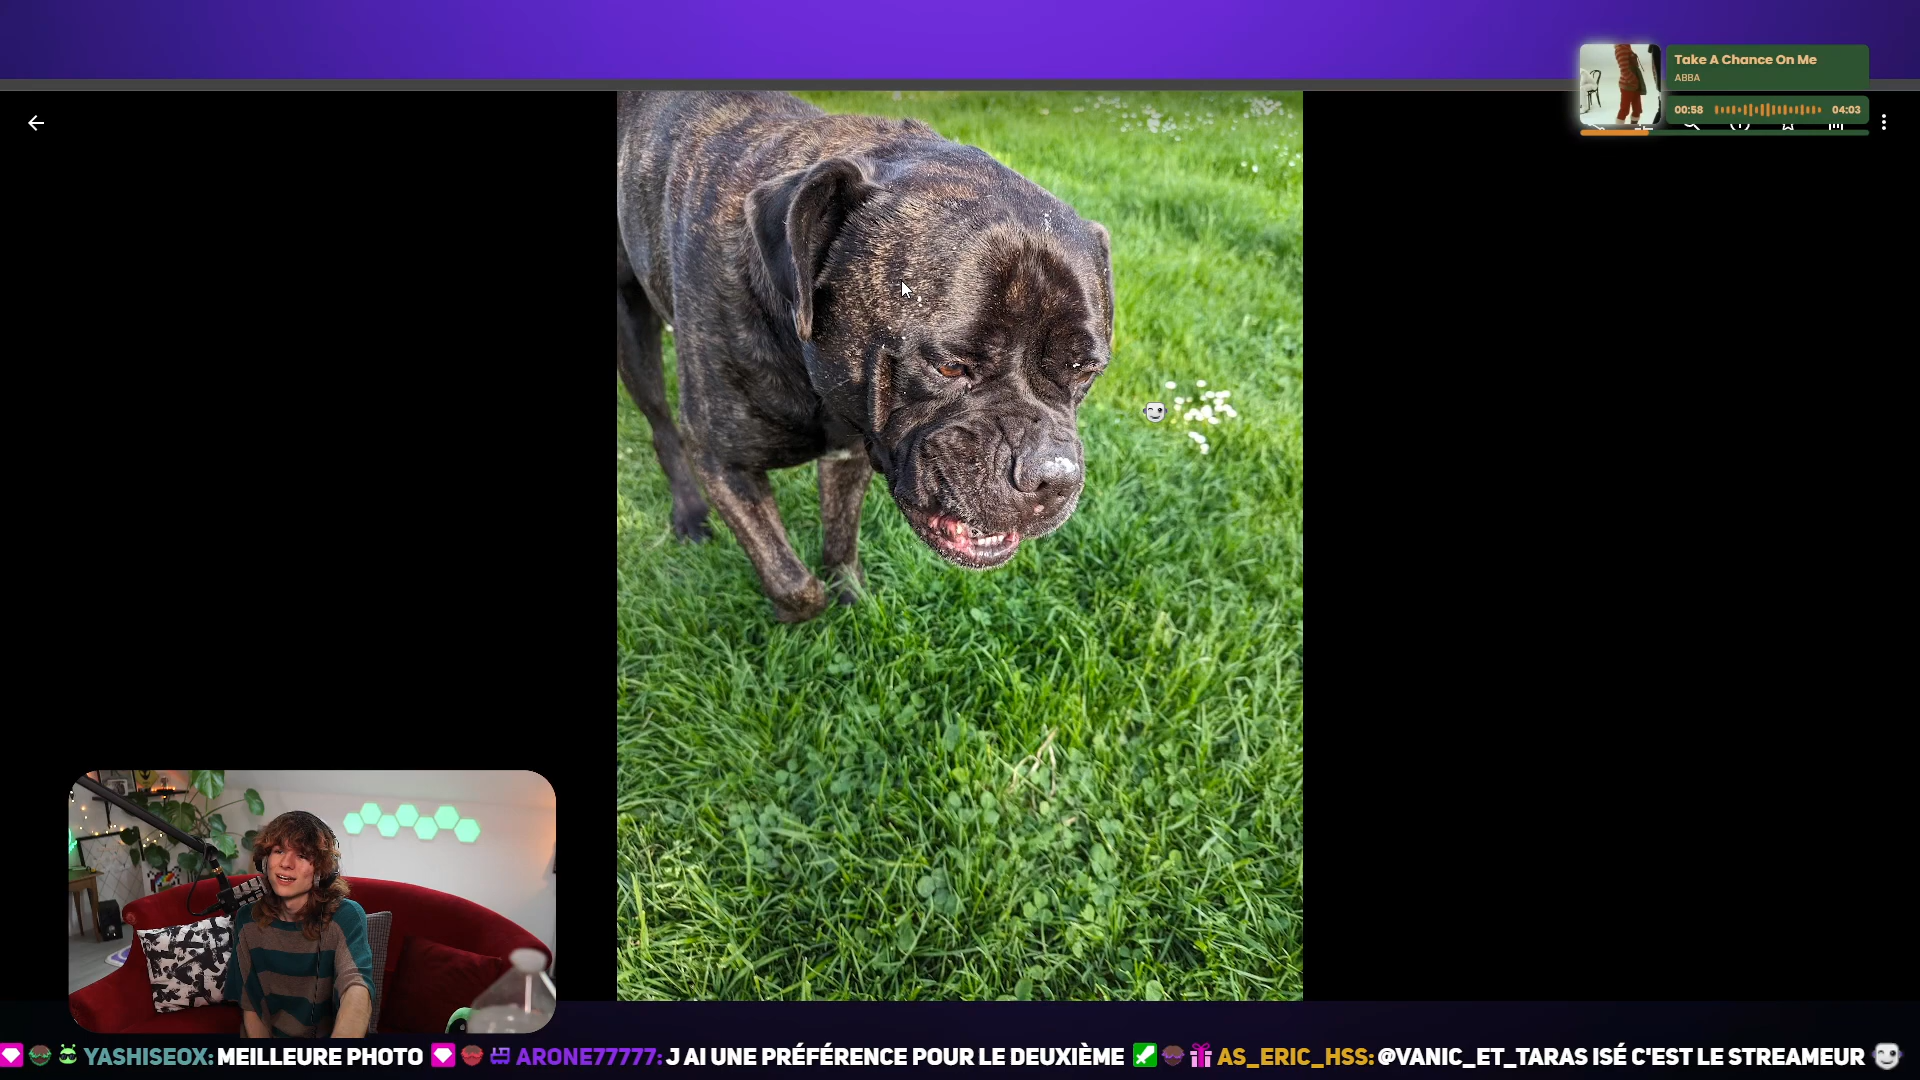 Take A Chance On Me
ABBA
00:58 04:03
YASHISEOX: MEILLEURE PHOTO ARONE77777: J AI UNE PRÉFÉRENCE POUR LE DEUXIÈME AS_ERIC_HSS: @VANIC_ET_TARAS ISÉ C'EST LE STREAMEUR